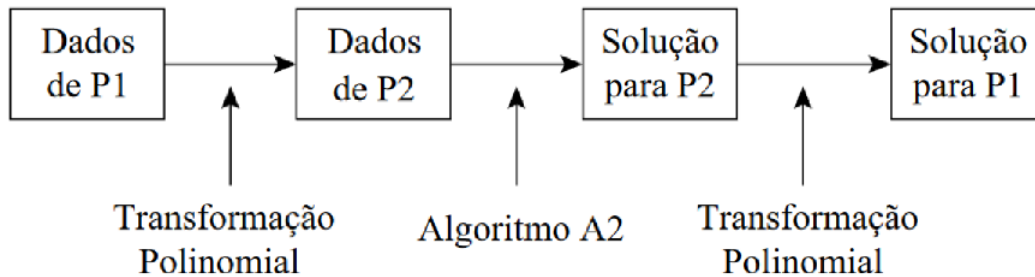 Dados
de P1
Dados
de P2
Solução
para P2
Solução
para P1
Transformação
Polinomial
Algoritmo A2
Transformação
Polinomial